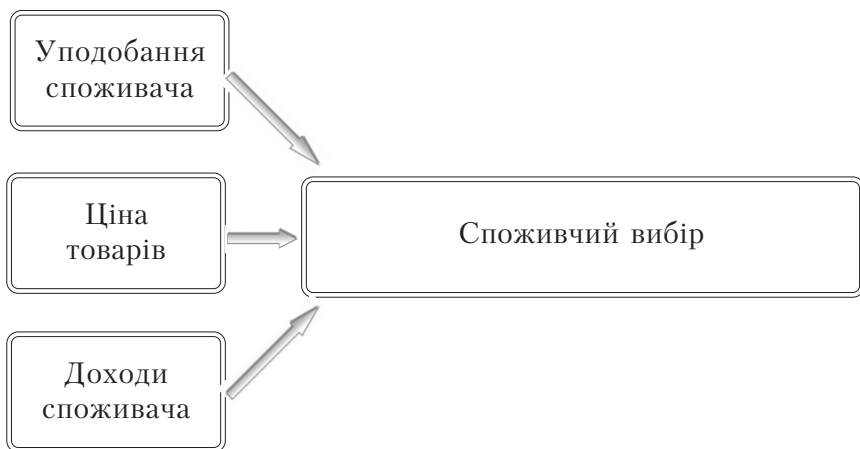 Уподобання
споживача
Ціна
товарів
Споживчий вибір
Доходи
споживача